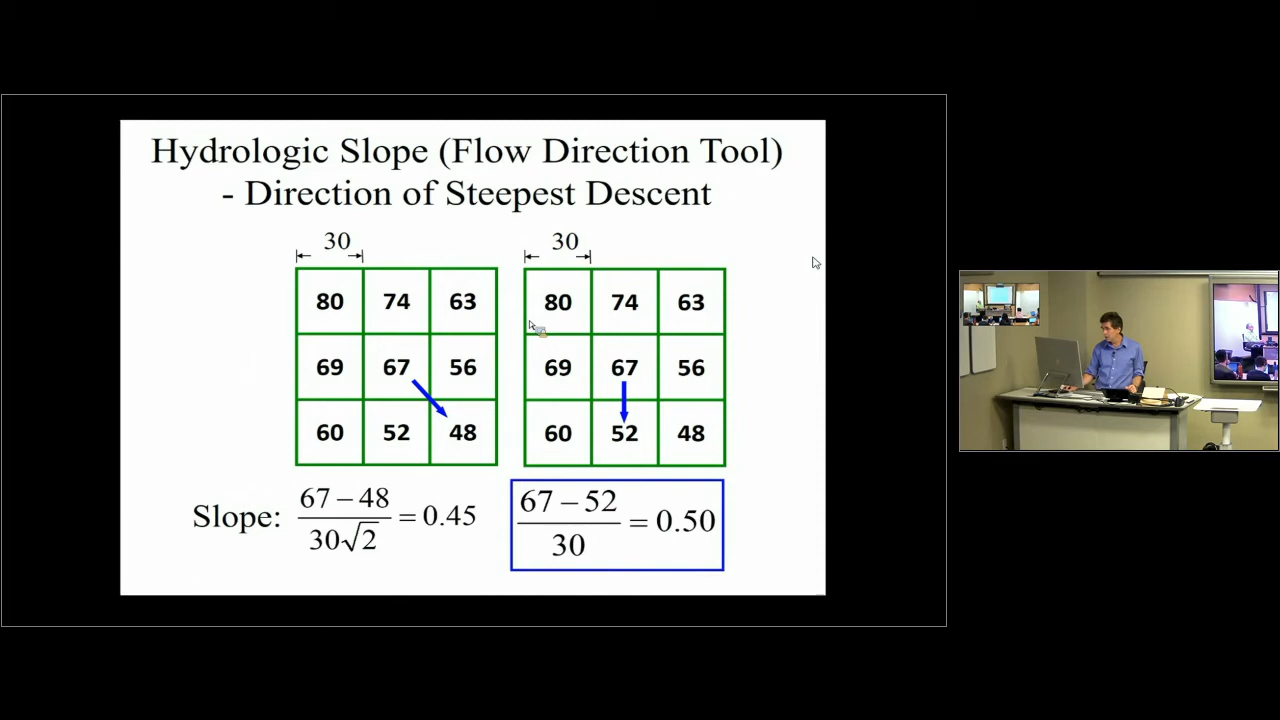 Hydrologic Slope (Flow Direction Tool)
- Direction of Steepest Descent
30
80 74 63
69 67 56
60 52 48
Slope: 67 − 48 / 30√2 = 0.45
30
80 74 63
69 67 56
60 52 48
67 − 52 / 30 = 0.50